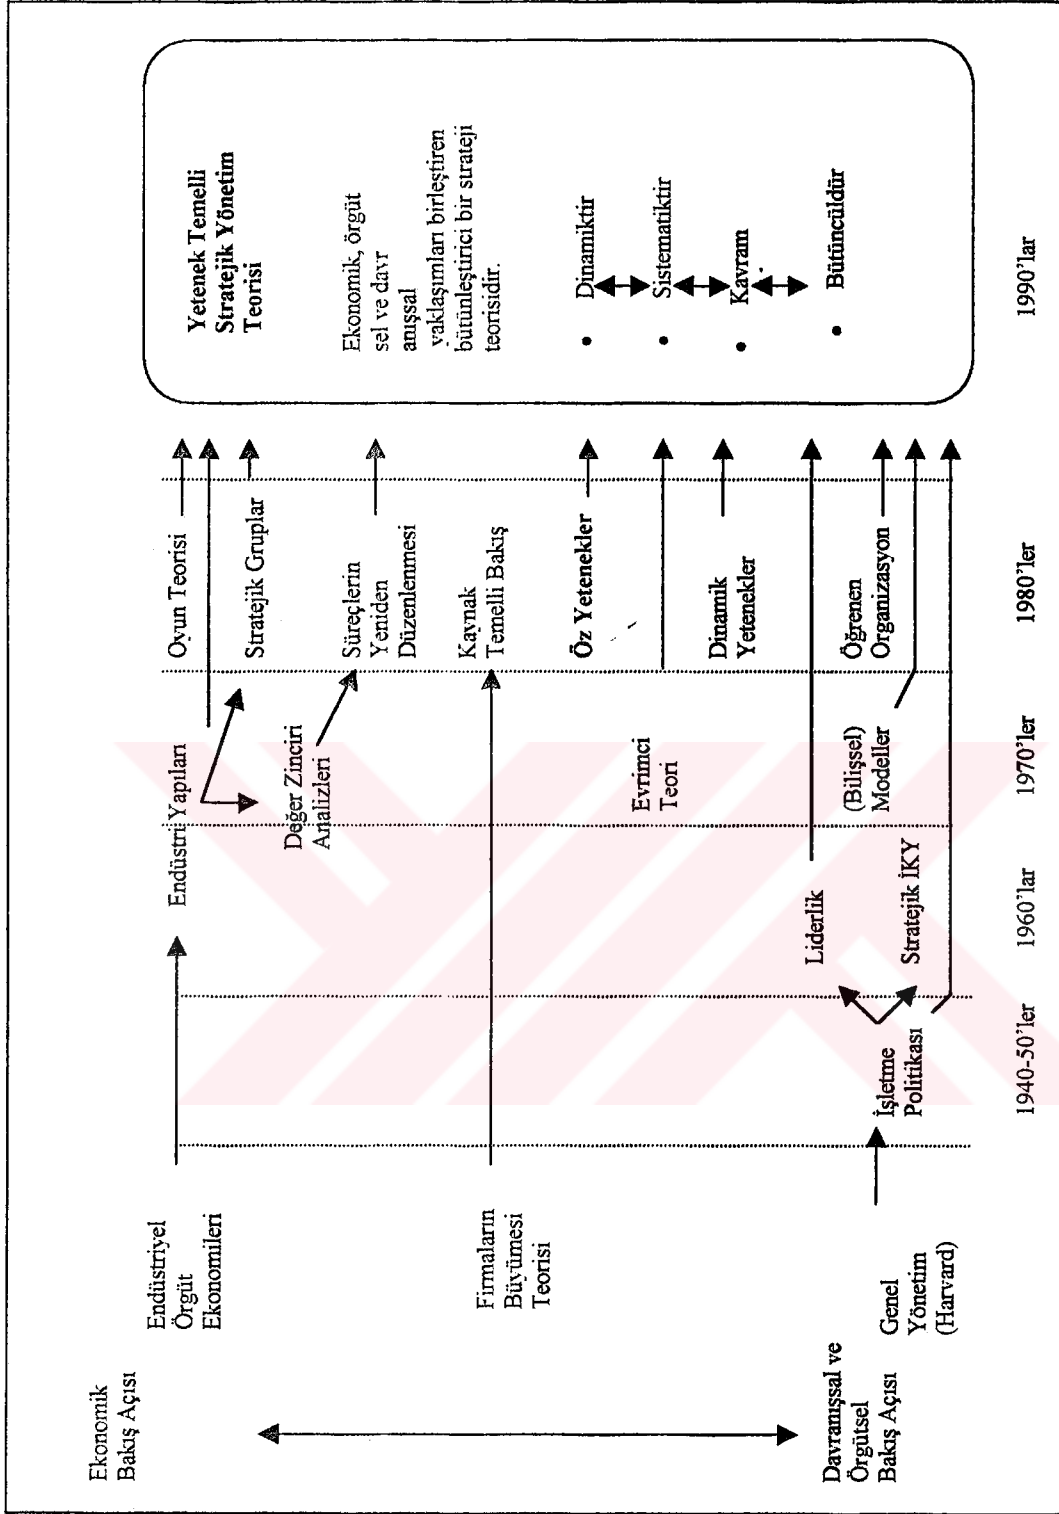 Ekonomik
Bakış Açısı
Davranışsal ve
Örgütsel
Bakış Açısı
Endüstriyel
Örgüt
Ekonomileri
Firmaların
Büyümesi
Teorisi
Genel
Yönetim
(Harvard)
İşletme
Politikası
Endüstri Yapıları
Liderlik
Stratejik İKY
Değer Zinciri
Analizleri
Evrimci
Teori
(Bilişsel)
Modeller
Oyun Teorisi
Stratejik Gruplar
Süreçlerin
Yeniden
Düzenlenmesi
Kaynak
Temelli Bakış
Öz Yetenekler
Dinamik
Yetenekler
Öğrenen
Organizasyon
Yetenek Temelli
Stratejik Yönetim
Teorisi
Ekonomik, örgüt
sel ve davr
anışsal
yaklaşımları birleştiren
bütünleştirici bir strateji
teorisidir.
• Dinamiktir
• Sistematiktir
• Kavram
• Bütüncüldür
1940-50'ler
1960'lar
1970'ler
1980'ler
1990'lar